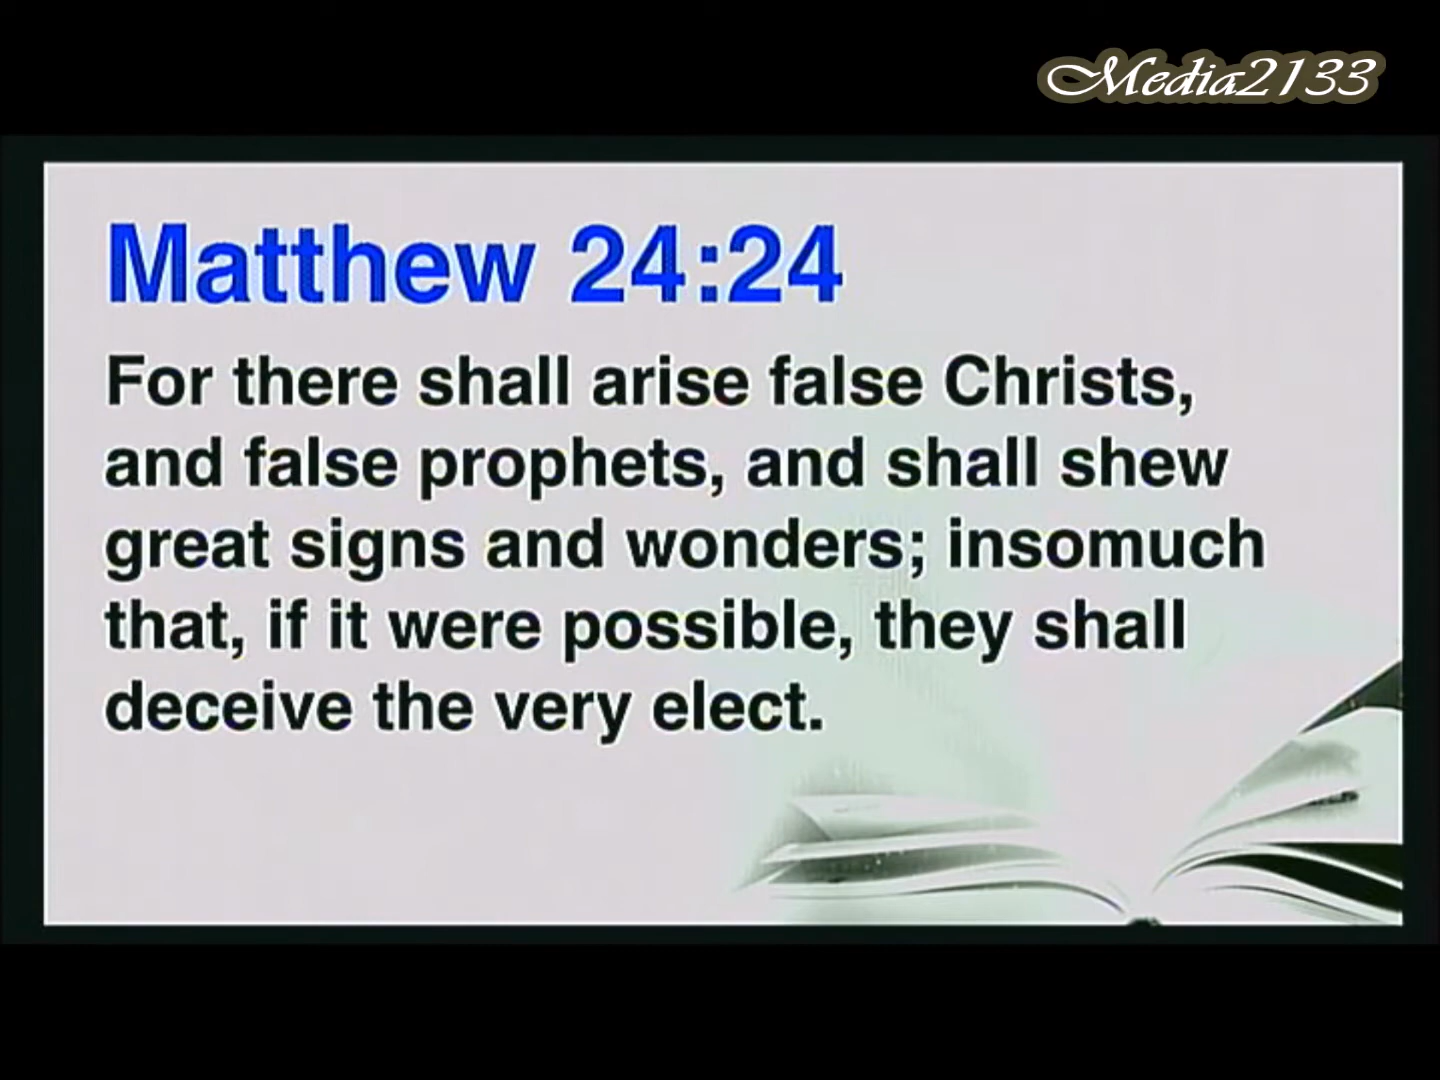 Media2133
Matthew 24:24
For there shall arise false Christs,
and false prophets, and shall shew
great signs and wonders; insomuch
that, if it were possible, they shall
deceive the very elect.